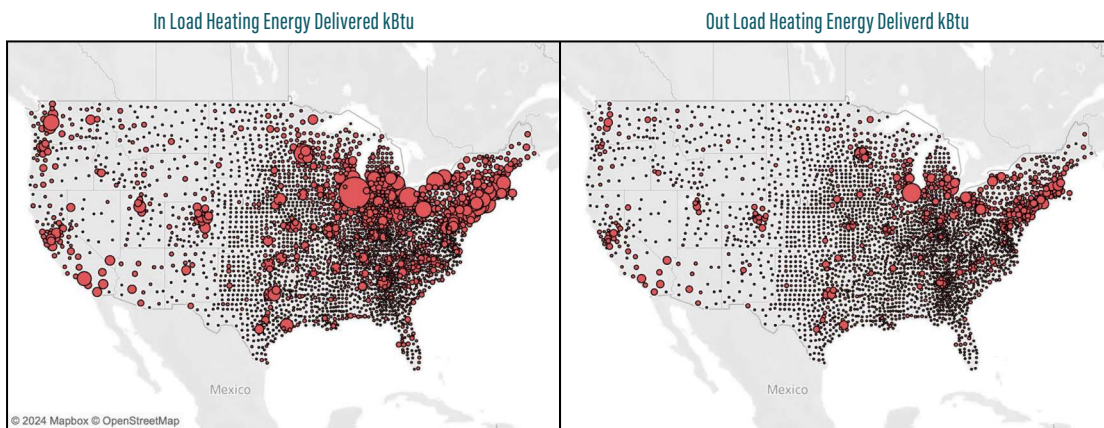 In Load Heating Energy Delivered kBtu
Out Load Heating Energy Deliverd kBtu
Mexico
Mexico
© 2024 Mapbox © OpenStreetMap